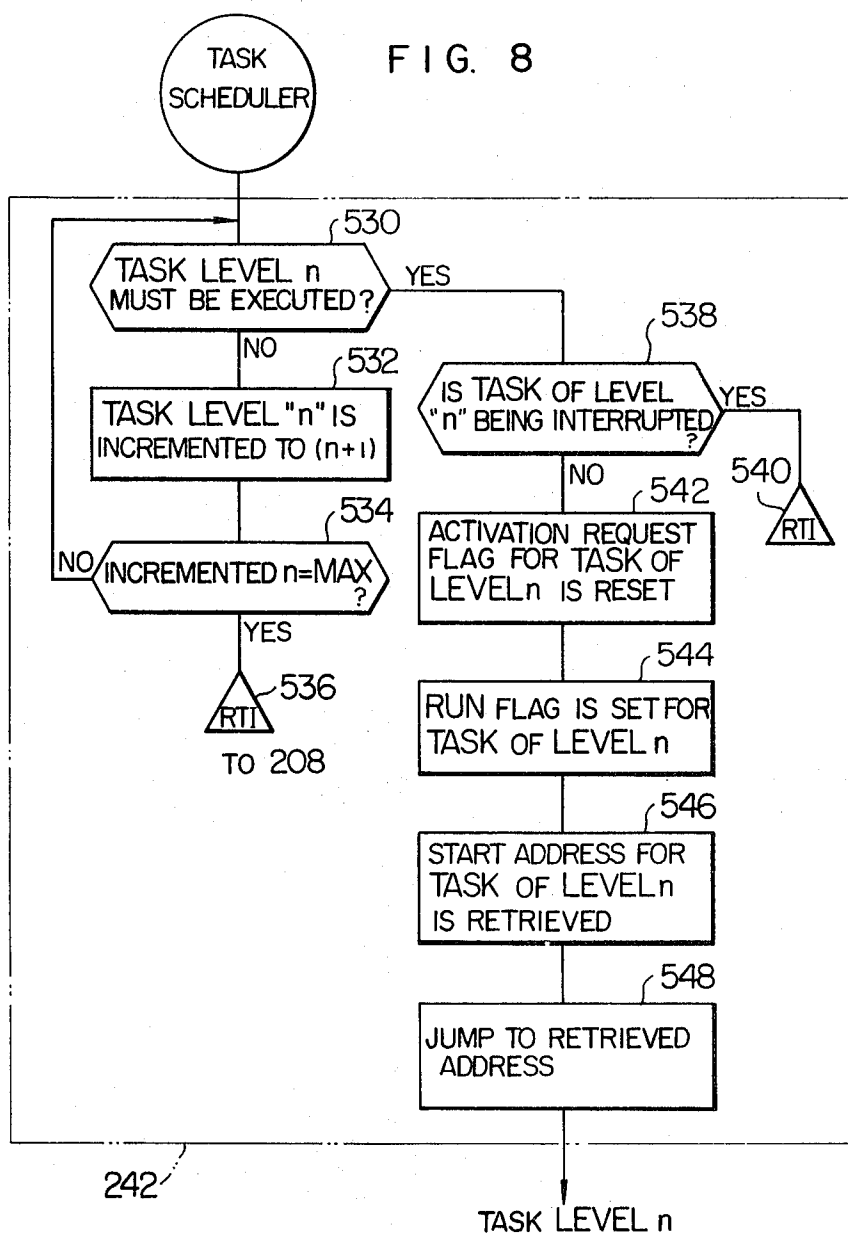 FIG. 8
TASK
SCHEDULER
530
TASK LEVEL n
MUST BE EXECUTED?
YES
NO
532
TASK LEVEL "n" IS
INCREMENTED TO (n+1)
534
NO
INCREMENTED n=MAX
?
YES
536
RTI
TO 208
538
IS TASK OF LEVEL
"n" BEING INTERRUPTED
?
YES
540
RTI
NO
542
ACTIVATION REQUEST
FLAG FOR TASK OF
LEVEL n IS RESET
544
RUN FLAG IS SET FOR
TASK OF LEVEL n
546
START ADDRESS FOR
TASK OF LEVEL n
IS RETRIEVED
548
JUMP TO RETRIEVED
ADDRESS
242
TASK LEVEL n